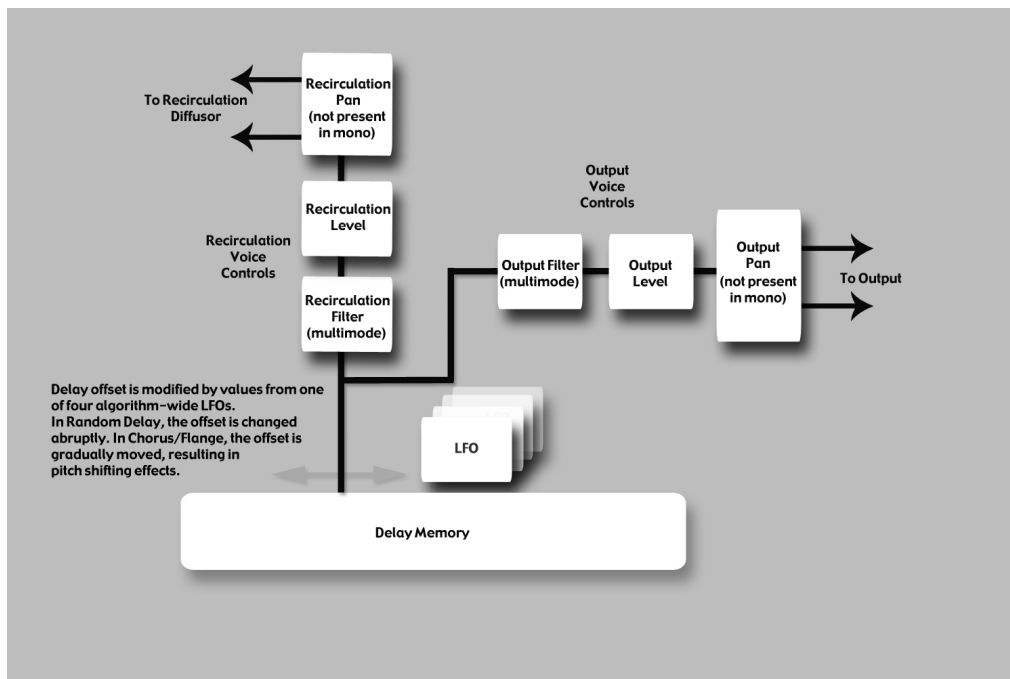 Recirculation
Pan
(not present
in mono)
To Recirculation
Diffusor
Recirculation
Level
Recirculation
Voice
Controls
Recirculation
Filter
(multimode)
Output
Voice
Controls
Output Filter
(multimode)
Output
Level
Output
Pan
(not present
in mono)
To Output
Delay offset is modified by values from one
of four algorithm-wide LFOs.
In Random Delay, the offset is changed
abruptly. In Chorus/Flange, the offset is
gradually moved, resulting in
pitch shifting effects.
LFO
Delay Memory